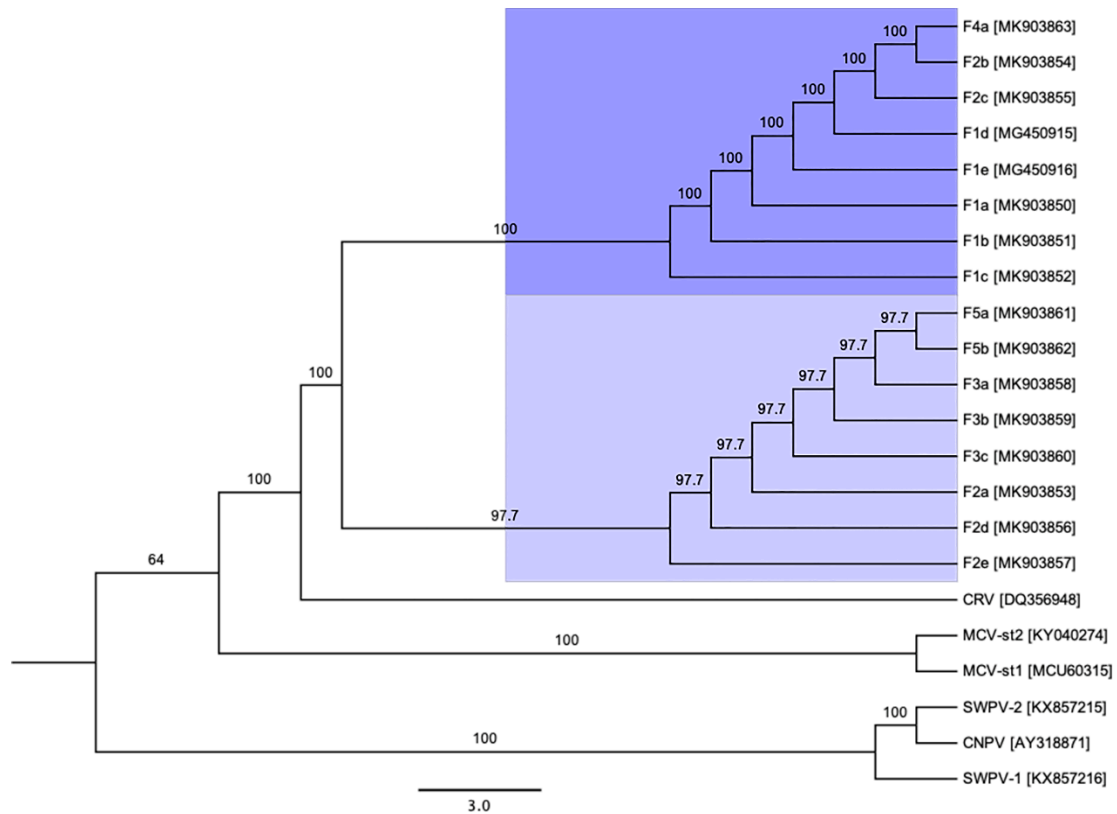 F4a [MK903863]
100
F2b [MK903854]
100
F2c [MK903855]
100
F1d [MG450915]
100
F1e [MG450916]
100
F1a [MK903850]
100
F1b [MK903851]
100
F1c [MK903852]
F5a [MK903861]
97.7
F5b [MK903862]
97.7
F3a [MK903858]
100
97.7
F3b [MK903859]
97.7
F3c [MK903860]
97.7
F2a [MK903853]
97.7
100
97.7
F2d [MK903856]
F2e [MK903857]
64
CRV [DQ356948]
MCV-st2 [KY040274]
100
MCV-st1 [MCU60315]
SWPV-2 [KX857215]
100
100
CNPV [AY318871]
SWPV-1 [KX857216]
3.0